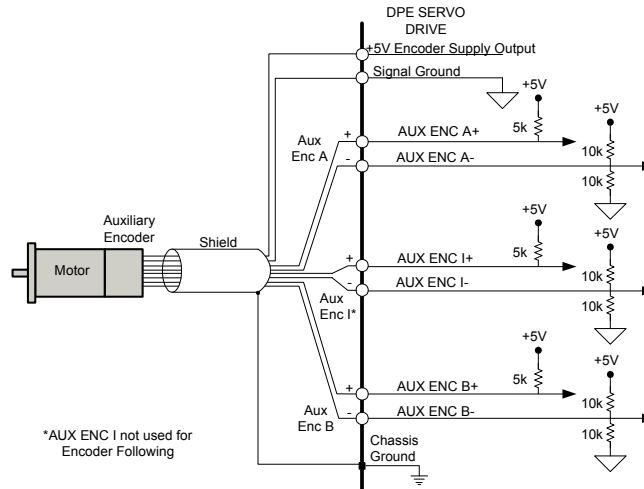 DPE SERVO
DRIVE
+5V Encoder Supply Output
Signal Ground
+5V
+5V
Aux
Enc A
+
AUX ENC A+
5k
10k
-
AUX ENC A-
10k
Auxiliary
Encoder
Shield
+5V
+5V
Motor
+
AUX ENC I+
5k
10k
-
AUX ENC I-
10k
Aux
Enc I*
+5V
+5V
+
AUX ENC B+
5k
10k
Aux
Enc B
-
AUX ENC B-
10k
*AUX ENC I not used for
Encoder Following
Chassis
Ground